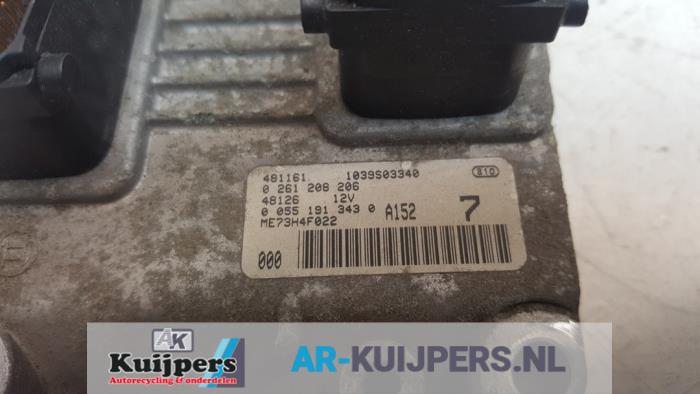 481161. 1039S03340 810
0 261 208 206
48126 12V
0 055 191 343 0 A152 7
ME73H4F022
000
AK
Kuijpers
Autorecycling & onderdelen
AR-KUIJPERS.NL